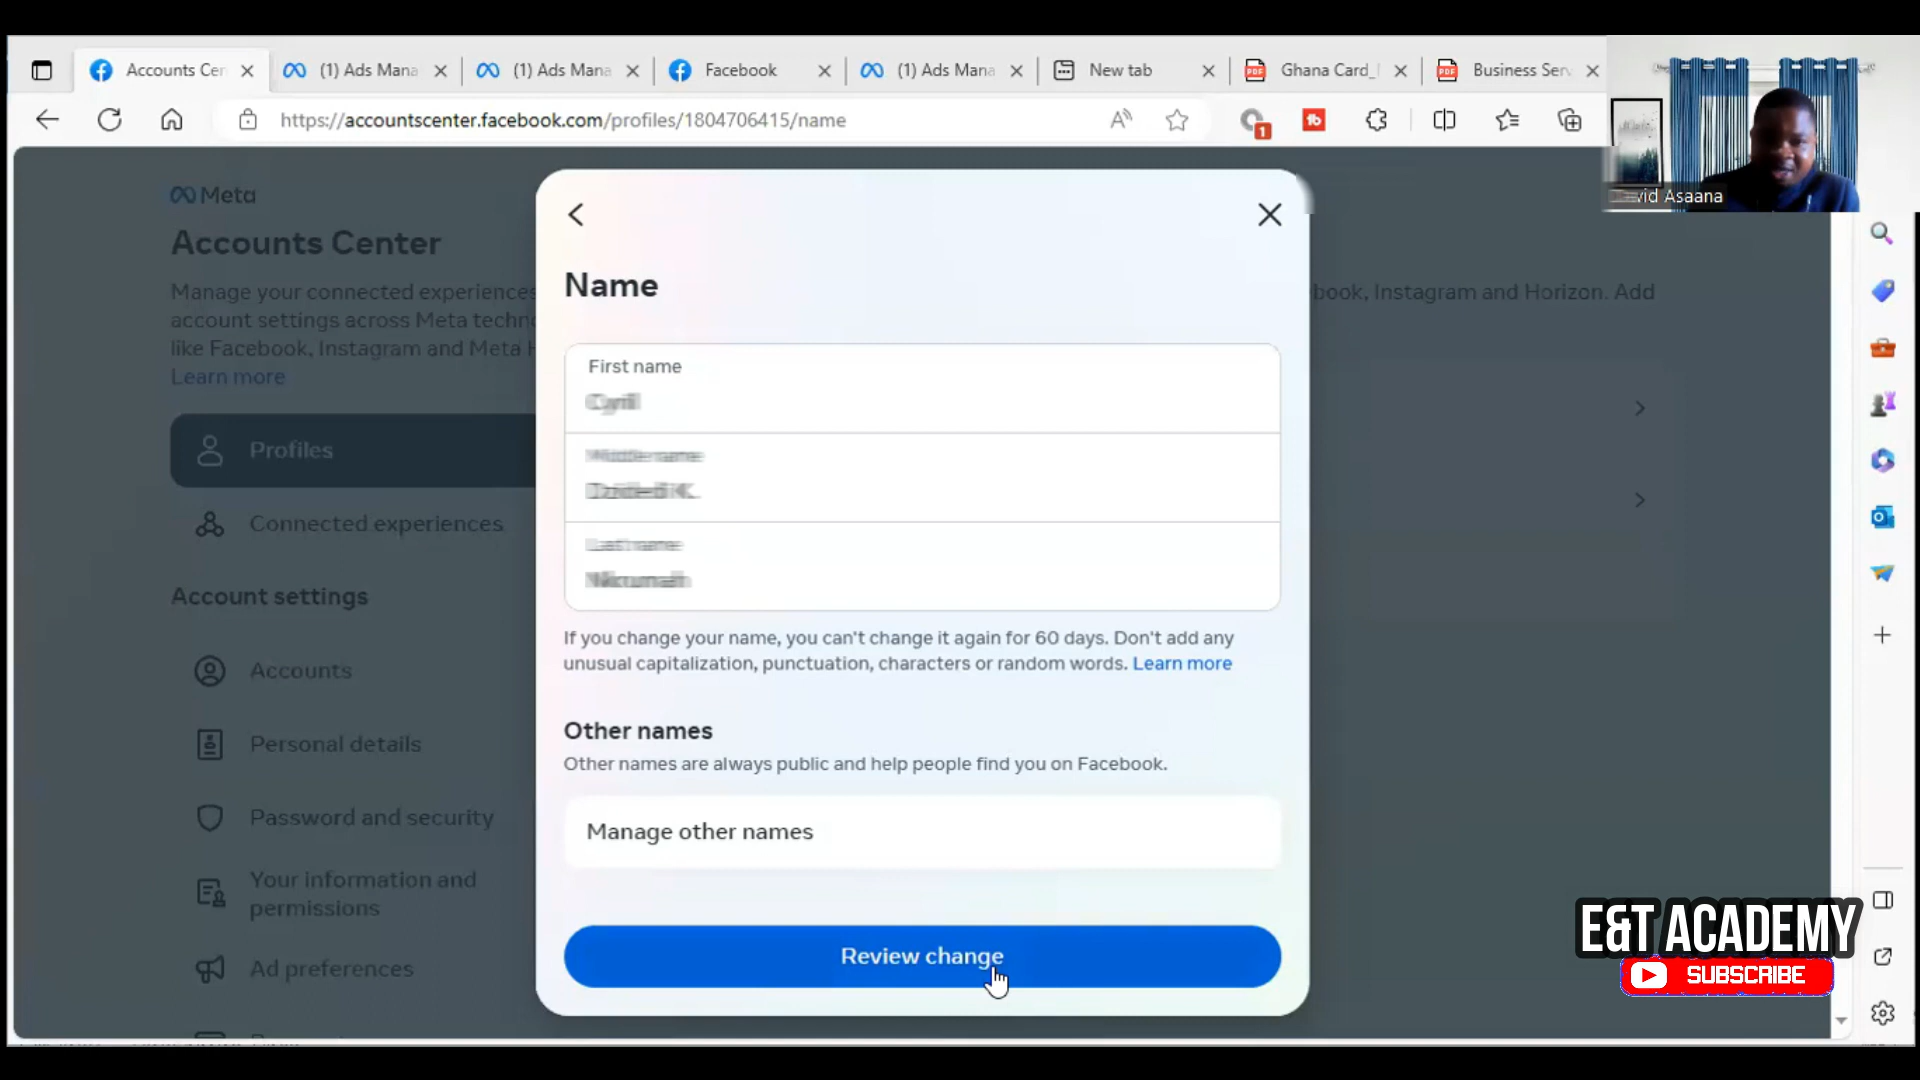 Accounts Cen
(1) Ads Mana
(1) Ads Mana
Facebook
(1) Ads Mana
New tab
Ghana Card_
Business Serv
https://accountscenter.facebook.com/profiles/1804706415/name
A
1
tb
Asaana
Meta
Accounts Center
Manage your connected experiences
account settings across Meta techn
like Facebook, Instagram and Meta H
Learn more
book, Instagram and Horizon. Add
Profiles
Connected experiences
Account settings
Accounts
Personal details
Password and security
Your information and
permissions
Ad preferences
Name
First name
If you change your name, you can't change it again for 60 days. Don't add any
unusual capitalization, punctuation, characters or random words. Learn more
Other names
Other names are always public and help people find you on Facebook.
Manage other names
Review change
E&T ACADEMY
SUBSCRIBE